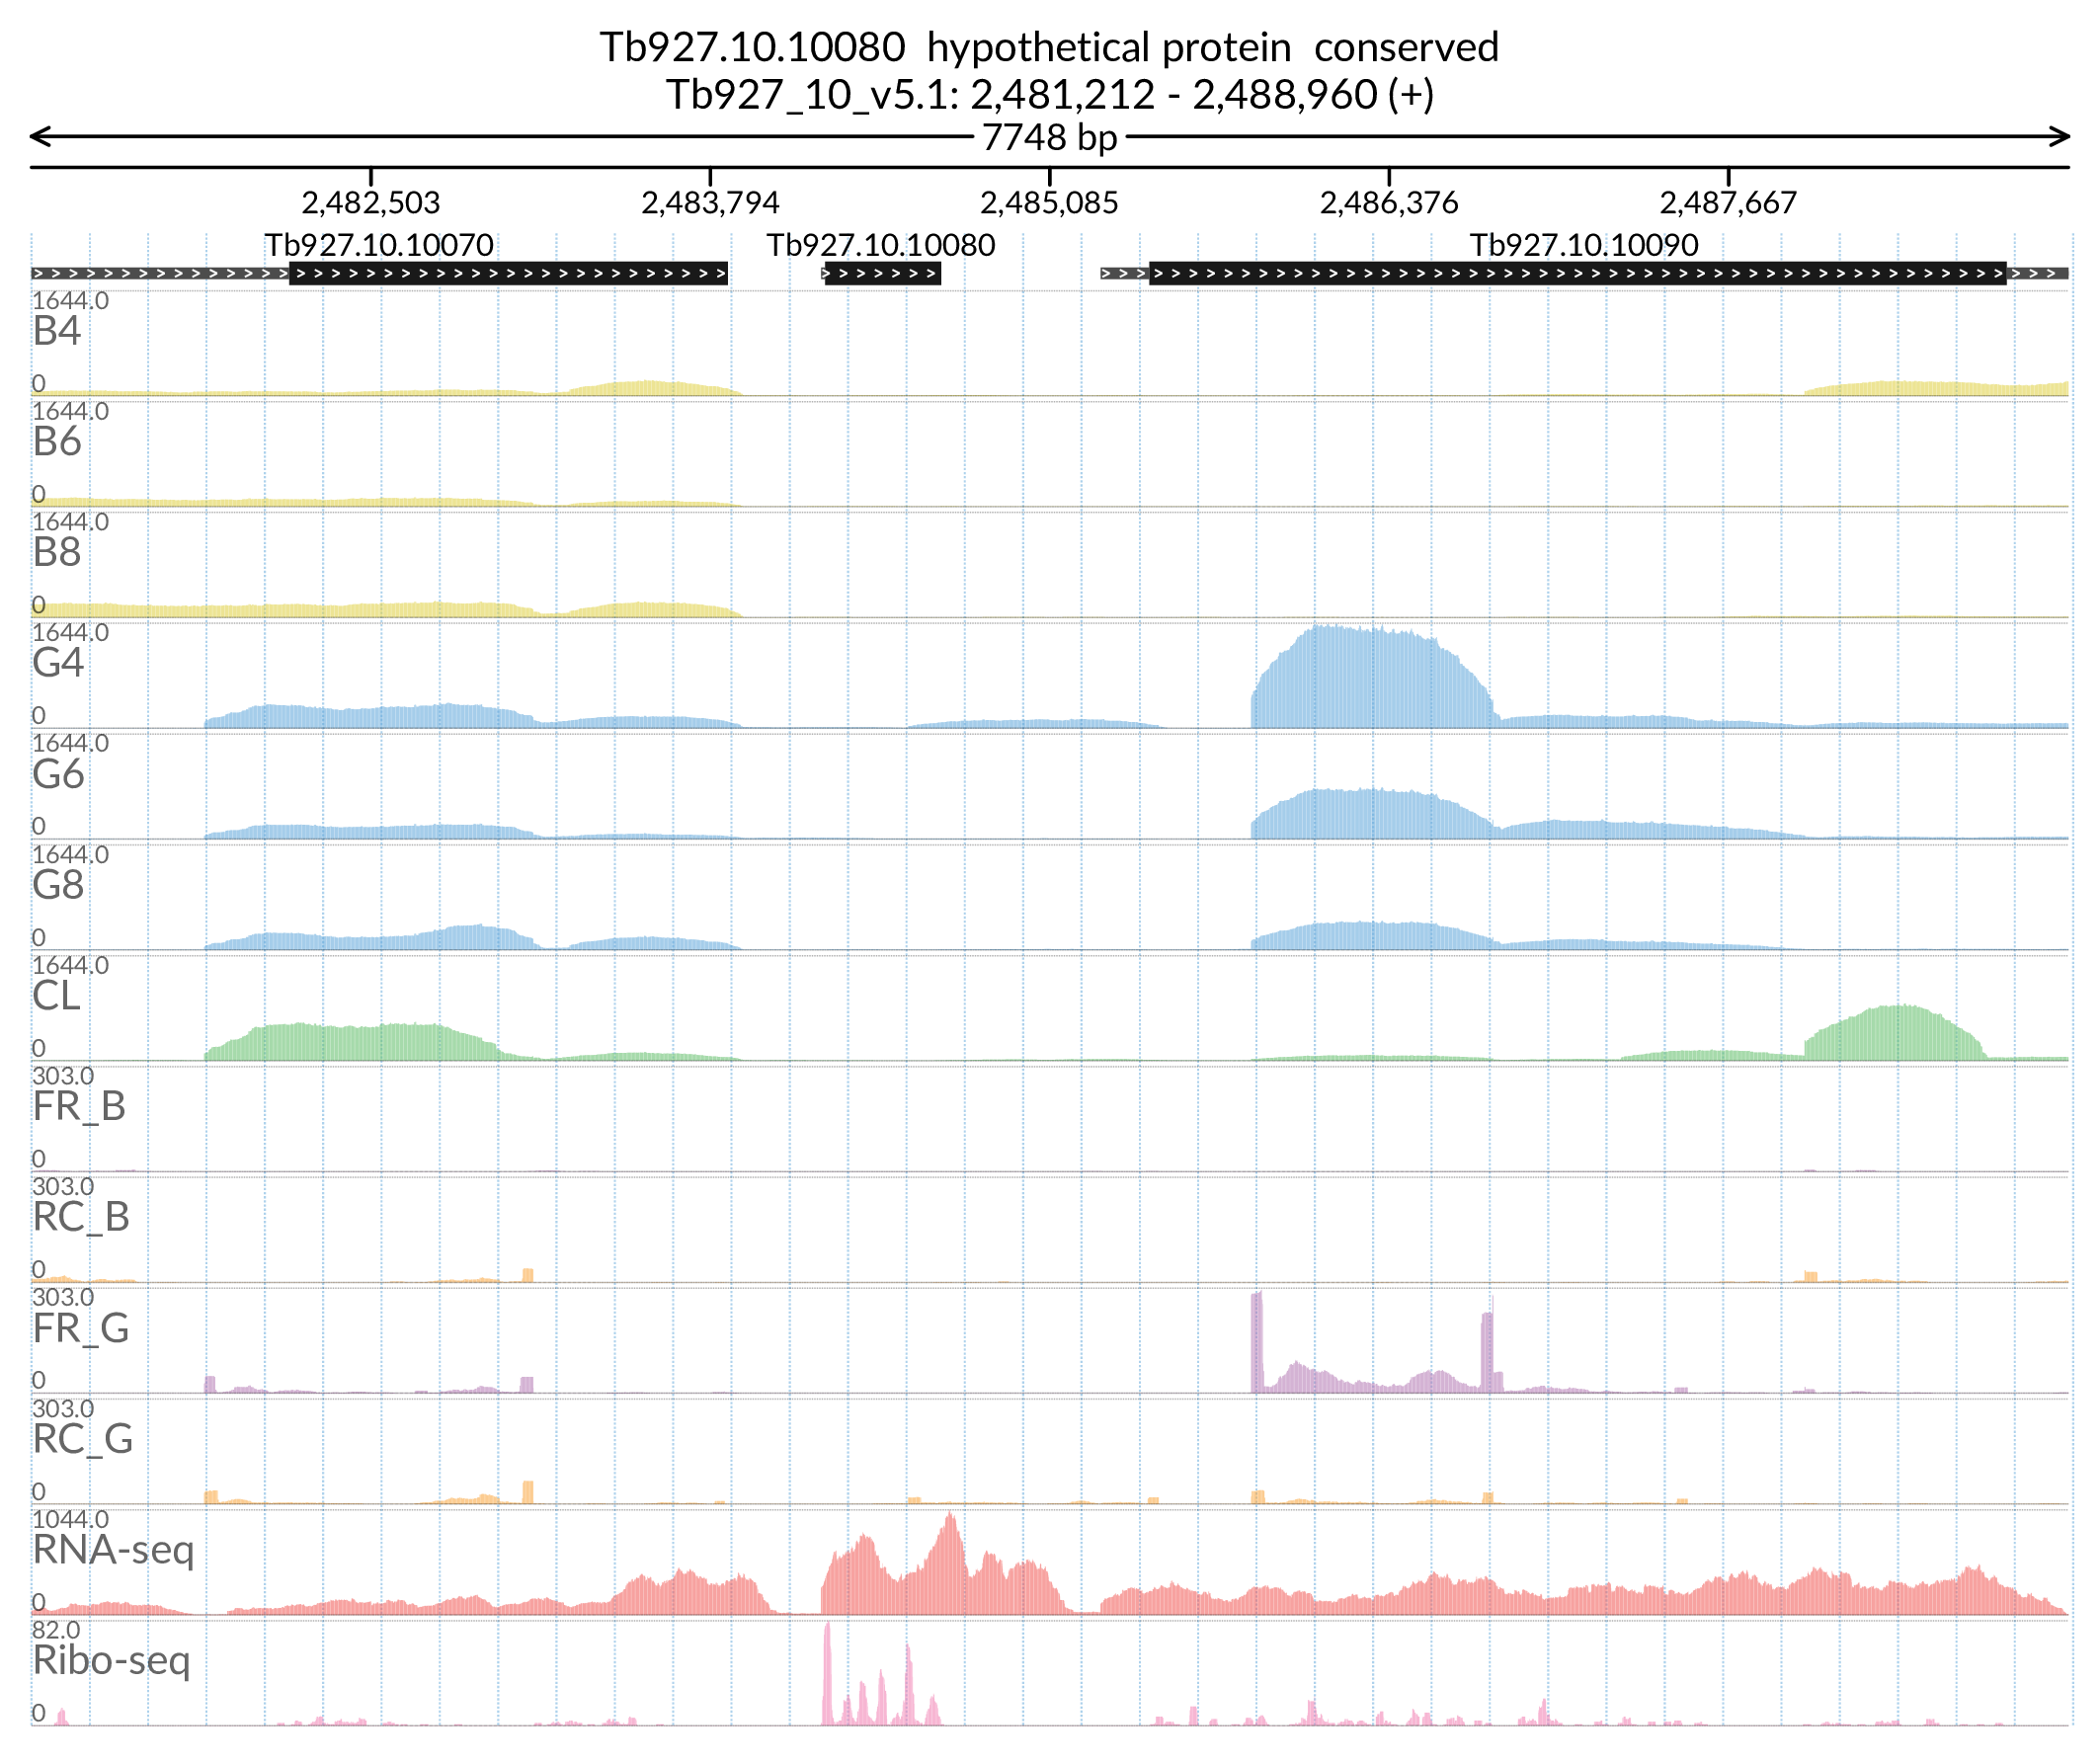 Tb927.10.10080  hypothetical protein  conserved
Tb927_10_v5.1: 2,481,212 - 2,488,960 (+)
7748 bp
2,482,503 2,483,794 2,485,085 2,486,376 2,487,667
Tb927.10.10070 Tb927.10.10080 Tb927.10.10090
1644.0
B4
0
1644.0
B6
0
1644.0
B8
0
1644.0
G4
0
1644.0
G6
0
1644.0
G8
0
1644.0
CL
0
303.0
FR_B
0
303.0
RC_B
0
303.0
FR_G
0
303.0
RC_G
0
1044.0
RNA-seq
0
82.0
Ribo-seq
0